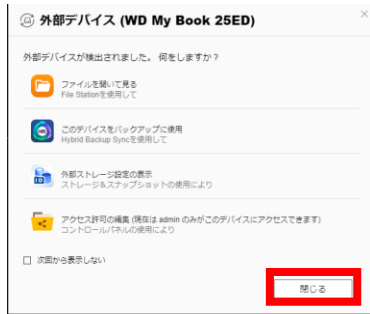 外部デバイス (WD My Book 25ED)
外部デバイスが検出されました。 何をしますか？
ファイルを開いて見る
File Stationを使用して
このデバイスをバックアップに使用
Hybrid Backup Syncを使用して
外部ストレージ設定の表示
ストレージ&スナップショットの使用により
アクセス許可の編集 (現在は admin のみがこのデバイスにアクセスできます)
コントロールパネルの使用により
次回から表示しない
閉じる